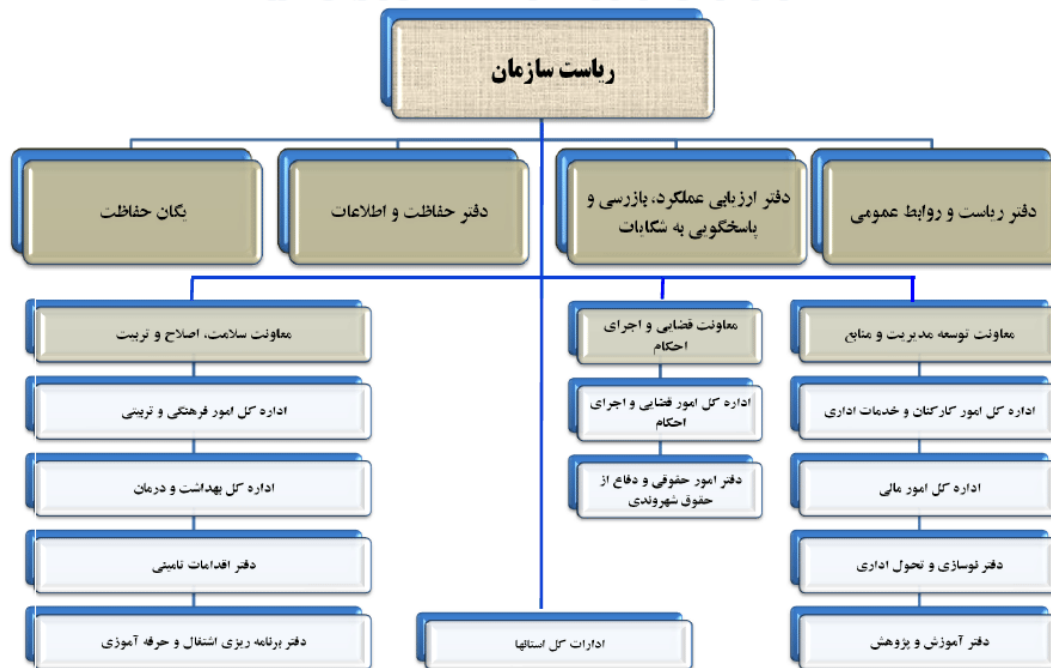 ریاست سازمان
دفتر ریاست و روابط عمومی
دفتر ارزیابی عملکرد، بازرسی و
پاسخگویی به شکایات
دفتر حفاظت و اطلاعات
یگان حفاظت
معاونت توسعه مدیریت و منابع
اداره کل امور کارکنان و خدمات اداری
اداره کل امور مالی
دفتر نوسازی و تحول اداری
دفتر آموزش و پژوهش
معاونت قضایی و اجرای
احکام
اداره کل امور قضایی و اجرای
احکام
دفتر امور حقوقی و دفاع از
حقوق شهروندی
ادارات کل استانها
معاونت سلامت، اصلاح و تربیت
اداره کل امور فرهنگی و تربیتی
اداره کل بهداشت و درمان
دفتر اقدامات تامینی
دفتر برنامه ریزی اشتغال و حرفه آموزی